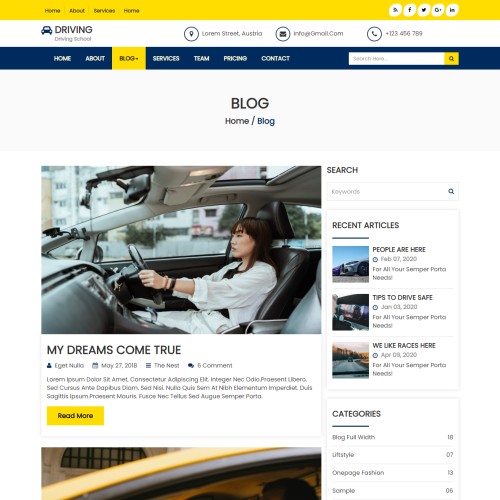 Home About Services Home
DRIVING
Driving School
Lorem Street, Austria
Info@Gmail.Com
+123 456 789
HOME ABOUT BLOG SERVICES TEAM PRICING CONTACT
Search Here...
BLOG
Home / Blog
MY DREAMS COME TRUE
Eget Nulla May 27, 2018 The Nest 6 Comment
Lorem Ipsum Dolor Sit Amet, Consectetur Adipiscing Elit. Integer Nec Odio.Praesent Libero.
Sed Cursus Ante Dapibus Diam. Sed Nisi. Nulla Quis Sem At Nibh Elementum Imperdiet. Duis
Sagittis Ipsum.Praesent Mauris. Fusce Nec Tellus Sed Augue Semper Porta.
Read More
SEARCH
Keywords
RECENT ARTICLES
PEOPLE ARE HERE
Feb 07, 2020
For All Your Semper Porta
Needs!
TIPS TO DRIVE SAFE
Jan 03, 2020
For All Your Semper Porta
Needs!
WE LIKE RACES HERE
Apr 09, 2020
For All Your Semper Porta
Needs!
CATEGORIES
Blog Full Width 18
Liftstyle 07
Onepage Fashion 13
Sample 06